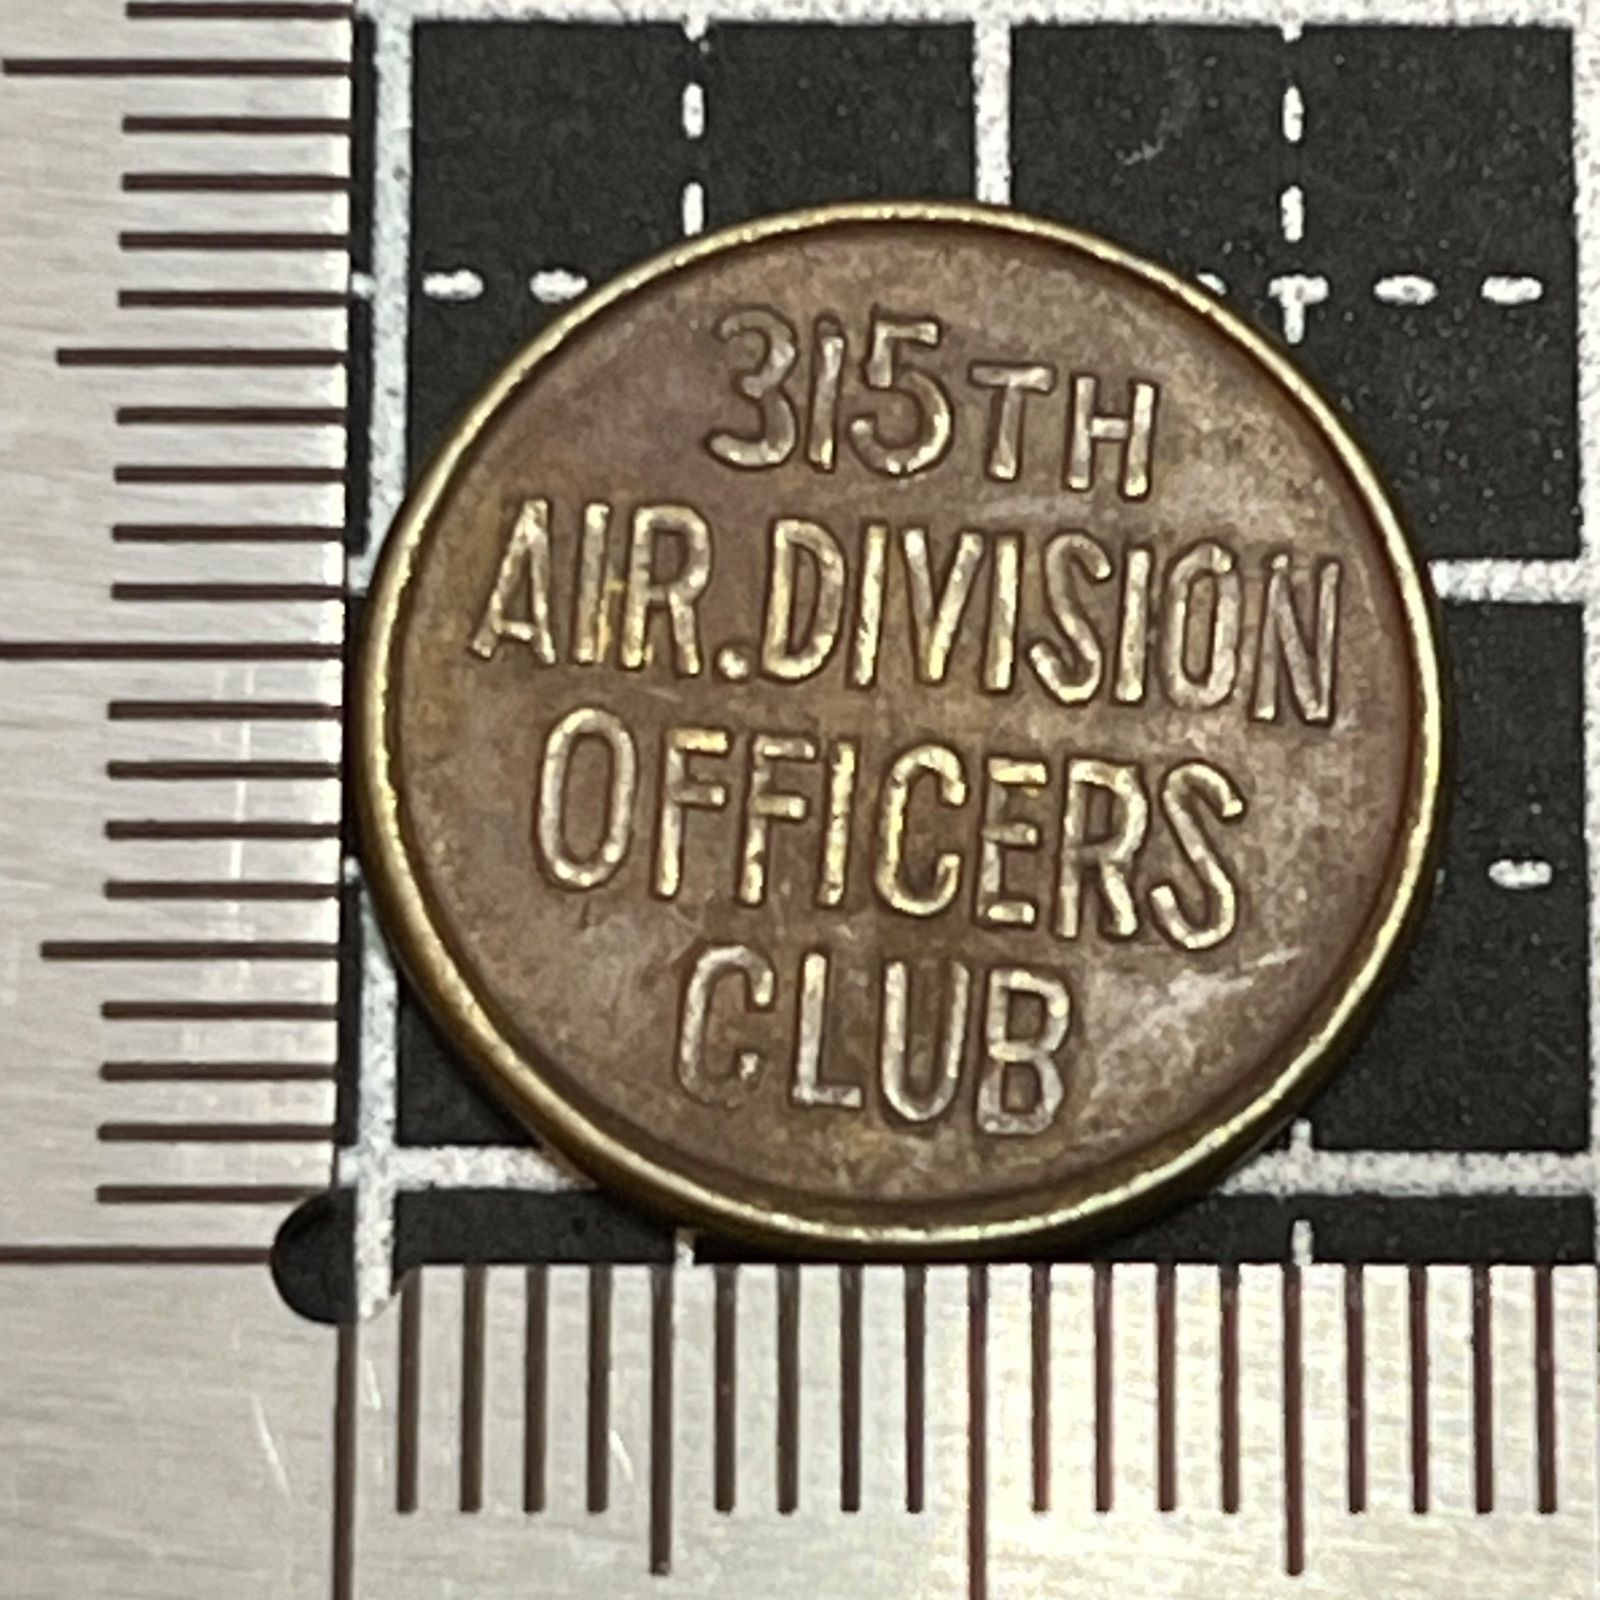 315TH
AIR.DIVISION
OFFICERS
CLUB